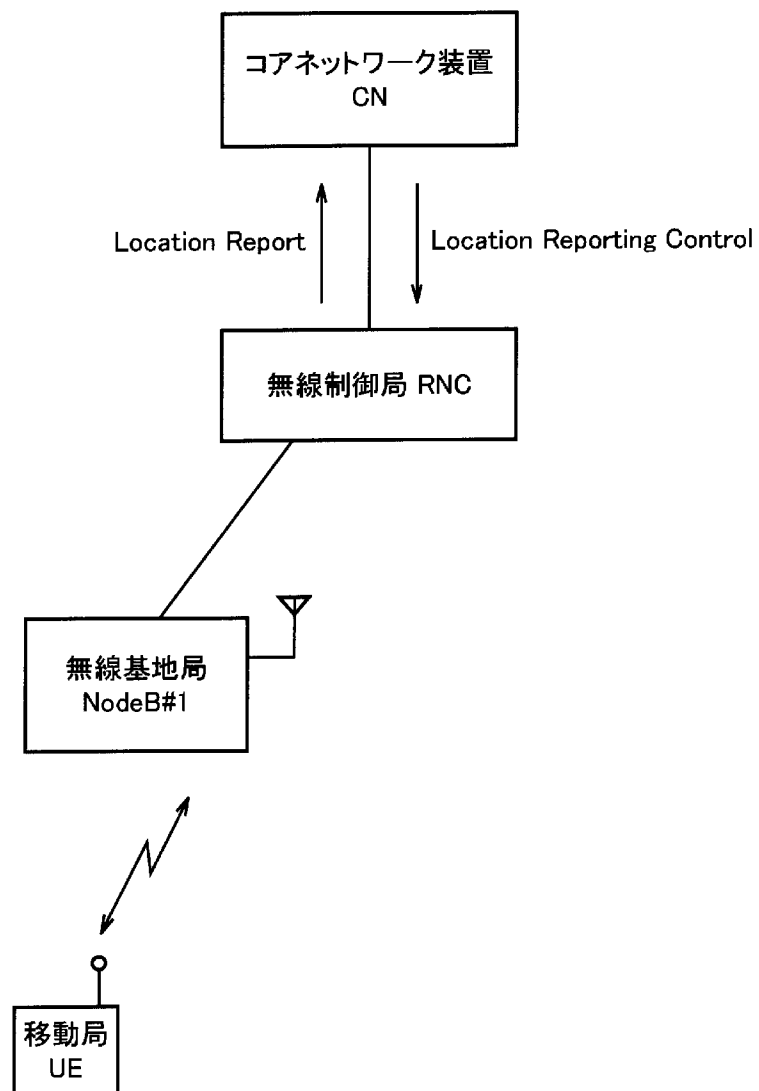 コアネットワーク装置
CN
Location Report
Location Reporting Control
無線制御局 RNC
無線基地局
NodeB#1
移動局
UE